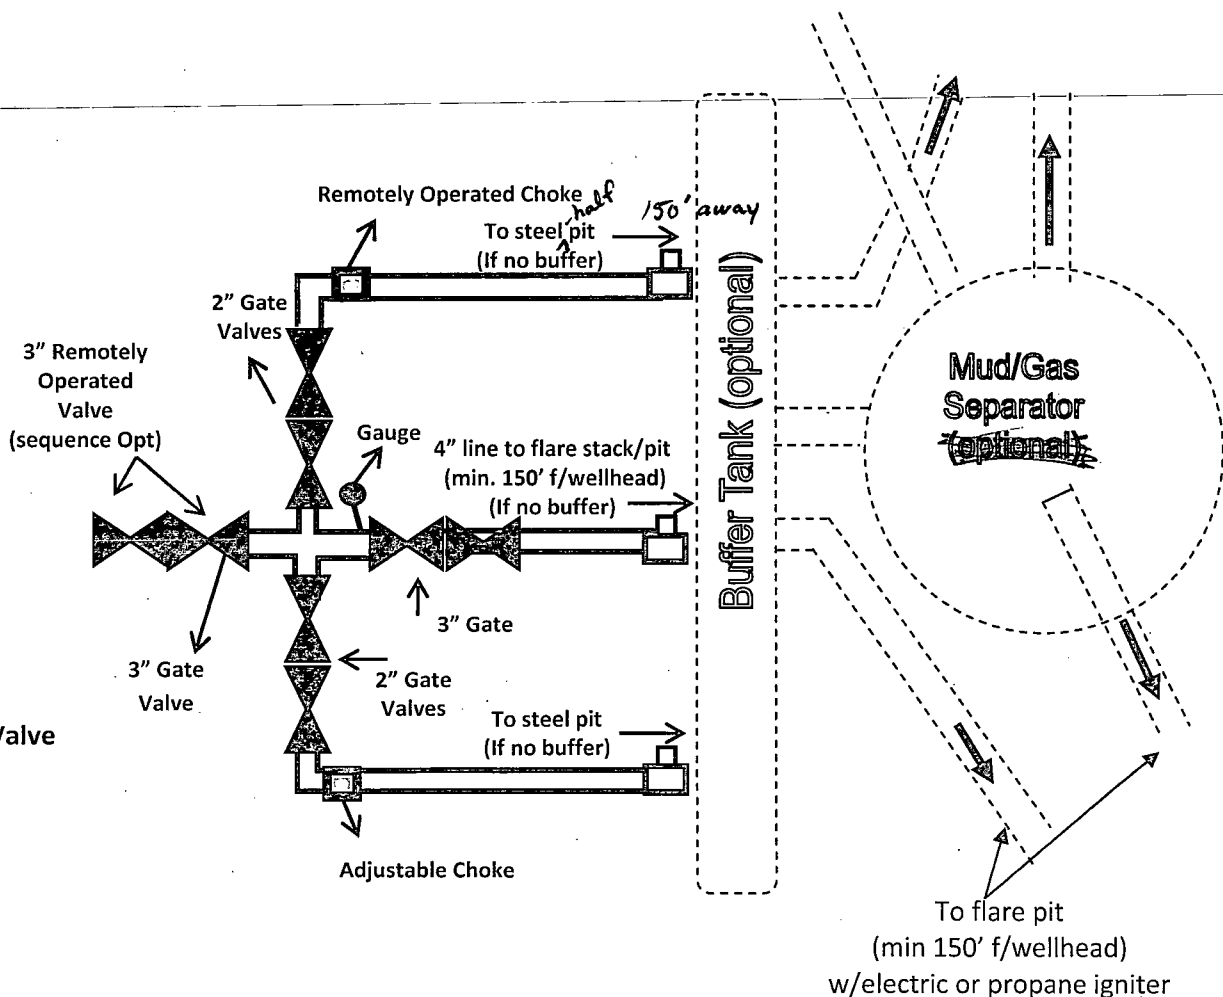 Remotely Operated Choke
half
150' away
To steel pit
(If no buffer)
2” Gate
Valves
3” Remotely
Operated
Valve
(sequence Opt)
Gauge
4” line to flare stack/pit
(min. 150' f/wellhead)
(If no buffer)
Buffer Tank (optional)
Mud/Gas
Separator
(optional)
3” Gate
3” Gate
Valve
2” Gate
Valves
Valve
To steel pit
(If no buffer)
Adjustable Choke
To flare pit
(min 150' f/wellhead)
w/electric or propane igniter